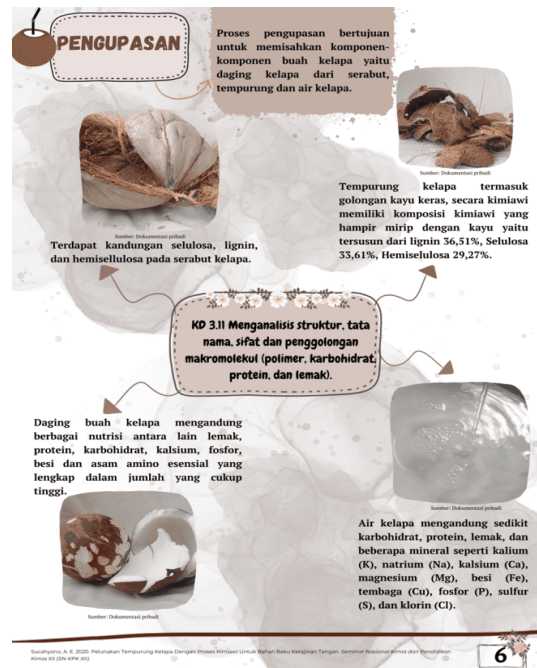 PENGUPASAN
Proses pengupasan bertujuan
untuk memisahkan komponen-
komponen buah kelapa yaitu
daging kelapa dari serabut,
tempurung dan air kelapa.
Sumber: Dokumentasi pribadi
Terdapat kandungan selulosa, lignin,
dan hemisellulosa pada serabut kelapa.
Sumber: Dokumentasi pribadi
Tempurung kelapa termasuk
golongan kayu keras, secara kimiawi
memiliki komposisi kimiawi yang
hampir mirip dengan kayu yaitu
tersusun dari lignin 36,51%, Selulosa
33,61%, Hemiselulosa 29,27%.
KD 3.11 Menganalisis struktur, tata
nama, sifat dan penggolongan
makromolekul (polimer, karbohidrat,
protein, dan lemak).
Daging buah kelapa mengandung
berbagai nutrisi antara lain lemak,
protein, karbohidrat, kalsium, fosfor,
besi dan asam amino esensial yang
lengkap dalam jumlah yang cukup
tinggi.
Sumber: Dokumentasi pribadi
Sumber: Dokumentasi pribadi
Air kelapa mengandung sedikit
karbohidrat, protein, lemak, dan
beberapa mineral seperti kalium
(K), natrium (Na), kalsium (Ca),
magnesium (Mg), besi (Fe),
tembaga (Cu), fosfor (P), sulfur
(S), dan klorin (Cl).
Sucahyono, A. E. 2020. Pelunakan Tempurung Kelapa Dengan Proses Kimiawi Untuk Bahan Baku Kerajinan Tangan. Seminar Nasional Kimia dan Pendidikan
Kimia XII (SN-KPK XII).
6